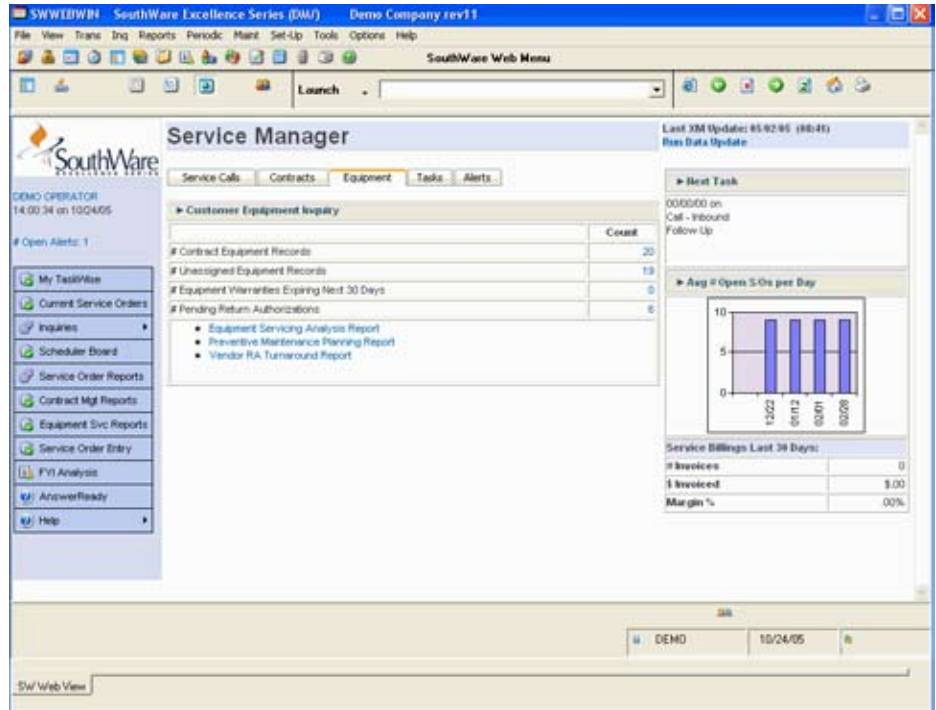 SWWEBWIN SouthWare Excellence Series (DMJ) Demo Company rev11
File View Trans Inq Reports Periodic Maint Set-Up Tools Options Help
SouthWare Web Menu
Launch
SouthWare
EXCELLENCE SERIES
DEMO OPERATOR
14:00:34 on 10/24/05
# Open Alerts: 1
My TaskWise
Current Service Orders
Inquiries
Scheduler Board
Service Order Reports
Contract Mgt Reports
Equipment Svc Reports
Service Order Entry
FYI Analysis
AnswerReady
Help
Service Manager
Service Calls Contracts Equipment Tasks Alerts
Customer Equipment Inquiry
Count
# Contract Equipment Records 20
# Unassigned Equipment Records 19
# Equipment Warranties Expiring Next 30 Days 0
# Pending Return Authorizations 6
Equipment Servicing Analysis Report
Preventive Maintenance Planning Report
Vendor RA Turnaround Report
Last XM Update: 05/02/05 (08:41)
Run Data Update
Next Task
00/00/00 on
Call - Inbound
Follow Up
Avg # Open S/Os per Day
10
5
0
12/22 01/12 02/01 02/28
Service Billings Last 30 Days:
# Invoices 0
$ Invoiced $.00
Margin % .00%
DEMO 10/24/05
SW Web View